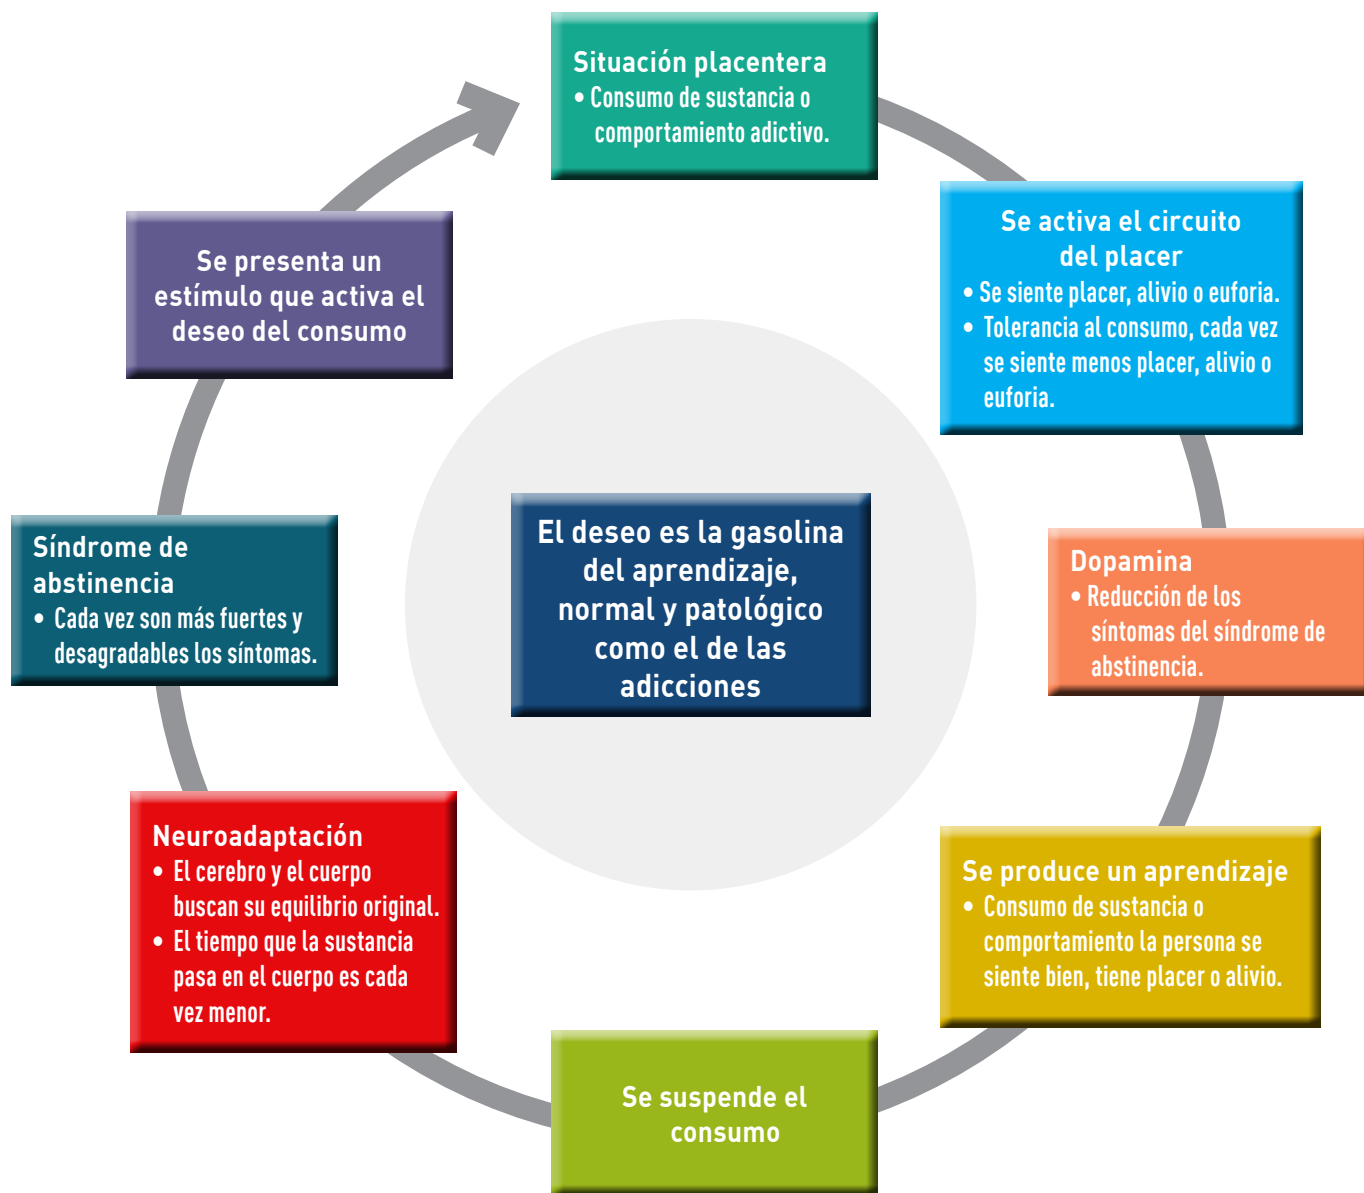 Situación placentera
• Consumo de sustancia o
comportamiento adictivo.
Se activa el circuito
del placer
• Se siente placer, alivio o euforia.
• Tolerancia al consumo, cada vez
se siente menos placer, alivio o
euforia.
Dopamina
• Reducción de los
síntomas del síndrome de
abstinencia.
Se produce un aprendizaje
• Consumo de sustancia o
comportamiento la persona se
siente bien, tiene placer o alivio.
Se suspende el
consumo
Neuroadaptación
• El cerebro y el cuerpo
buscan su equilibrio original.
• El tiempo que la sustancia
pasa en el cuerpo es cada
vez menor.
Síndrome de
abstinencia
• Cada vez son más fuertes y
desagradables los síntomas.
Se presenta un
estímulo que activa el
deseo del consumo
El deseo es la gasolina
del aprendizaje,
normal y patológico
como el de las
adicciones